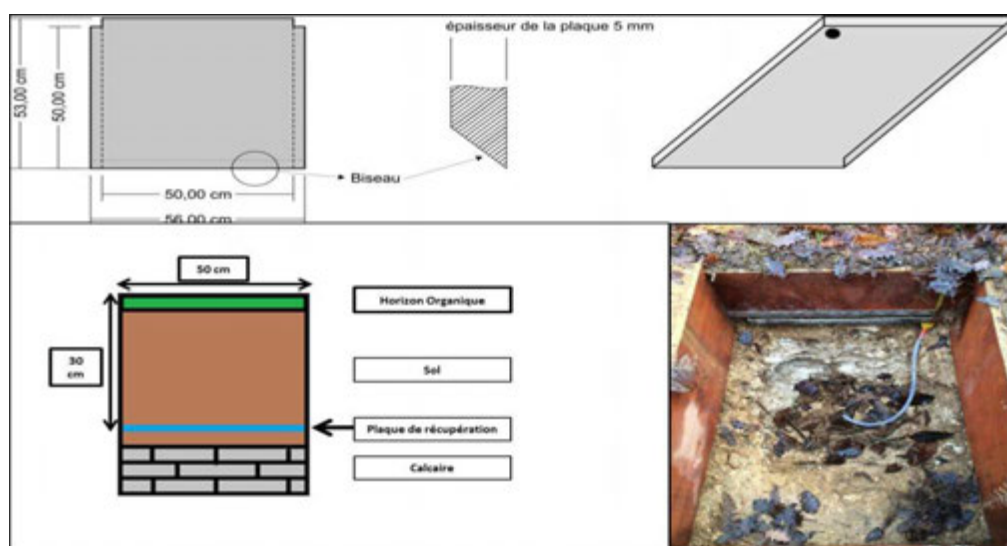 épaisseur de la plaque 5 mm
53,00 cm
50,00 cm
Biseau
50,00 cm
56,00 cm
50 cm
30
cm
Horizon Organique
Sol
Plaque de récupération
Calcaire